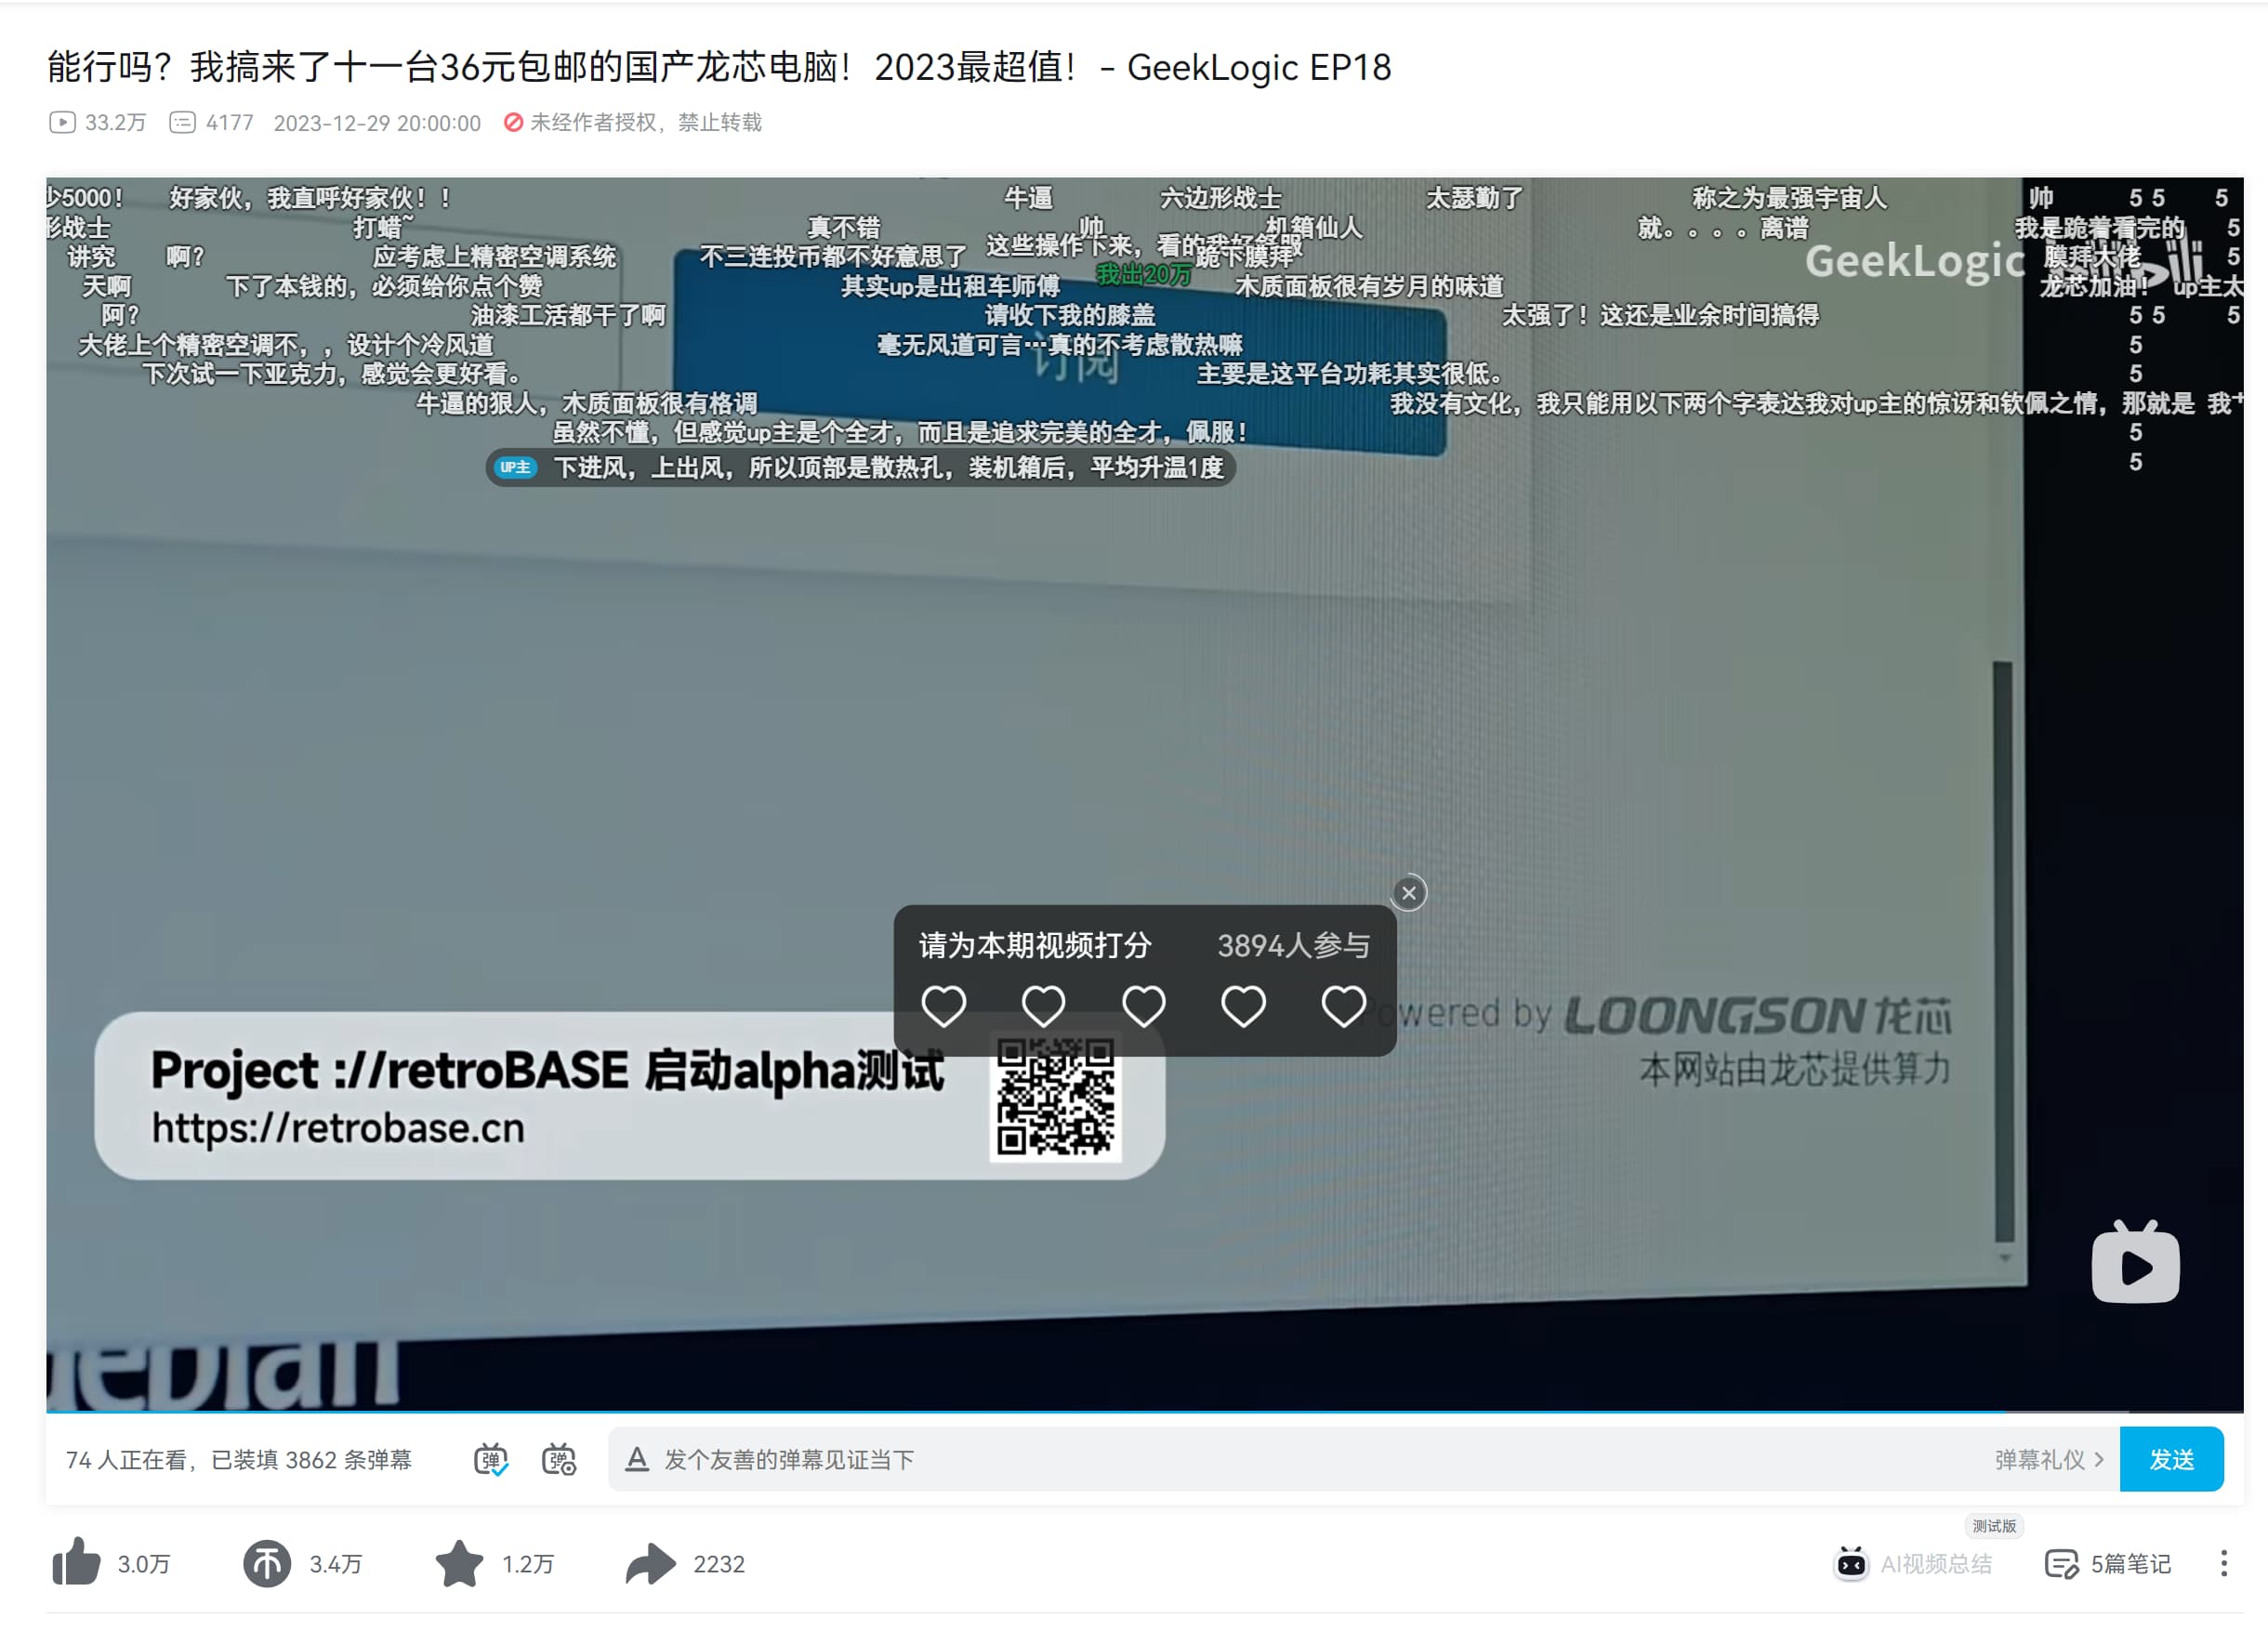 能行吗？我搞来了十一台36元包邮的国产龙芯电脑！2023最超值！- GeekLogic EP18
33.2万 4177 2023-12-29 20:00:00 未经作者授权，禁止转载
少5000！ 好家伙，我直呼好家伙！！ 牛逼 六边形战士 太瑟勤了 称之为最强宇宙人 帅 5 5 5
形战士 打蜡~ 真不错 帅 机箱仙人 就。。。。离谱 我是跪着看完的 5
这些操作下来，看的我好舒服
讲究 啊？ 应考虑上精密空调系统 不三连投币都不好意思了 跪下膜拜 GeekLogic 膜拜大佬 5
我出20万
天啊 下了本钱的，必须给你点个赞 其实up是出租车师傅 木质面板很有岁月的味道 龙芯加油！ up主太
阿？ 油漆工活都干了啊 请收下我的膝盖 太强了！这还是业余时间搞得 5 5 5
大佬上个精密空调不，，设计个冷风道 毫无风道可言…真的不考虑散热嘛 5
订阅
下次试一下亚克力，感觉会更好看。 主要是这平台功耗其实很低。 5
牛逼的狠人，木质面板很有格调 我没有文化，我只能用以下两个字表达我对up主的惊讶和钦佩之情，那就是 我
虽然不懂，但感觉up主是个全才，而且是追求完美的全才，佩服！ 5
UP主 下进风，上出风，所以顶部是散热孔，装机箱后，平均升温1度 5
请为本期视频打分 3894人参与
owered by LOONGSON 龙芯
本网站由龙芯提供算力
Project ://retroBASE 启动alpha测试
https://retrobase.cn
debian
74 人正在看，已装填 3862 条弹幕 弹 弹 A 发个友善的弹幕见证当下 弹幕礼仪 > 发送
测试版
3.0万 3.4万 1.2万 2232 AI视频总结 5篇笔记